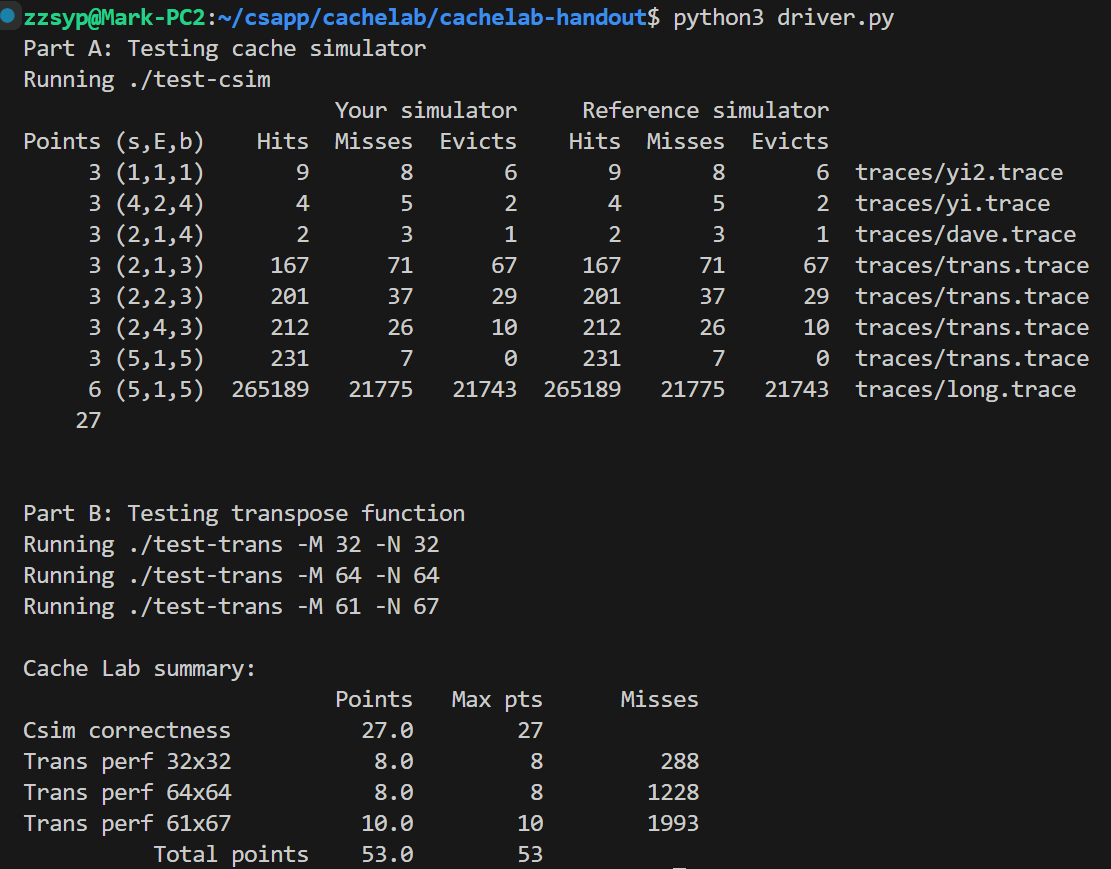 zzsyp@Mark-PC2:~/csapp/cachelab/cachelab-handout$ python3 driver.py
Part A: Testing cache simulator
Running ./test-csim
                        Your simulator     Reference simulator
Points (s,E,b)    Hits  Misses  Evicts    Hits  Misses  Evicts
     3 (1,1,1)       9       8       6       9       8       6  traces/yi2.trace
     3 (4,2,4)       4       5       2       4       5       2  traces/yi.trace
     3 (2,1,4)       2       3       1       2       3       1  traces/dave.trace
     3 (2,1,3)     167      71      67     167      71      67  traces/trans.trace
     3 (2,2,3)     201      37      29     201      37      29  traces/trans.trace
     3 (2,4,3)     212      26      10     212      26      10  traces/trans.trace
     3 (5,1,5)     231       7       0     231       7       0  traces/trans.trace
     6 (5,1,5)  265189   21775   21743  265189   21775   21743  traces/long.trace
    27
Part B: Testing transpose function
Running ./test-trans -M 32 -N 32
Running ./test-trans -M 64 -N 64
Running ./test-trans -M 61 -N 67
Cache Lab summary:
                        Points   Max pts      Misses
Csim correctness          27.0        27
Trans perf 32x32           8.0         8         288
Trans perf 64x64           8.0         8        1228
Trans perf 61x67          10.0        10        1993
          Total points    53.0        53